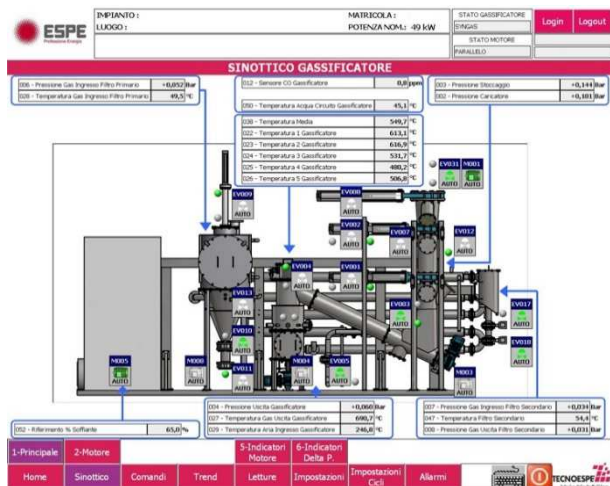 ESPE
IMPIANTO :
LUOGO :
MATRICOLA :
POTENZA NOM.: 49 kW
STATO GASSIFICATORE
SYNGAS
STATO MOTORE
PARALLELO
Login
Logout
SINOTTICO GASSIFICATORE
006 - Pressione Gas Ingresso Filtro Primario +0,052 Bar
028 - Temperatura Gas Ingresso Filtro Primario 49,5 °C
012 - Sensore CO Gassificatore 0,0 ppm
050 - Temperatura Acqua Circuito Gassificatore 45,1 °C
003 - Pressione Stoccaggio +0,144 Bar
002 - Pressione Caricatore +0,181 Bar
038 - Temperatura Media 549,7 °C
022 - Temperatura 1 Gassificatore 613,1 °C
023 - Temperatura 2 Gassificatore 616,9 °C
024 - Temperatura 3 Gassificatore 531,7 °C
025 - Temperatura 4 Gassificatore 480,2 °C
026 - Temperatura 5 Gassificatore 506,8 °C
EV031 AUTO
M001 AUTO
EV009 AUTO
EV008 AUTO
EV002 AUTO
EV007 AUTO
EV012 AUTO
EV004 AUTO
EV001 AUTO
EV013 AUTO
EV003 AUTO
EV017 AUTO
EV010 AUTO
EV018 AUTO
M005 AUTO
EV011 AUTO
M004 AUTO
EV005 AUTO
M003 AUTO
004 - Pressione Uscita Gassificatore +0,060 Bar
027 - Temperatura Gas Uscita Gassificatore 690,7 °C
029 - Temperatura Aria Ingresso Gassificatore 246,8 °C
007 - Pressione Gas Ingresso Filtro Secondario +0,034 Bar
047 - Temperatura Filtro Secondario 54,4 °C
008 - Pressione Gas Uscita Filtro Secondario +0,031 Bar
052 - Riferimento % Soffiante 65,0 %
1-Principale
2-Motore
5-Indicatori Motore
6-Indicatori Delta P.
Home
Sinottico
Comandi
Trend
Letture
Impostazioni
Impostazioni Cicli
Allarmi
TECNOESPE